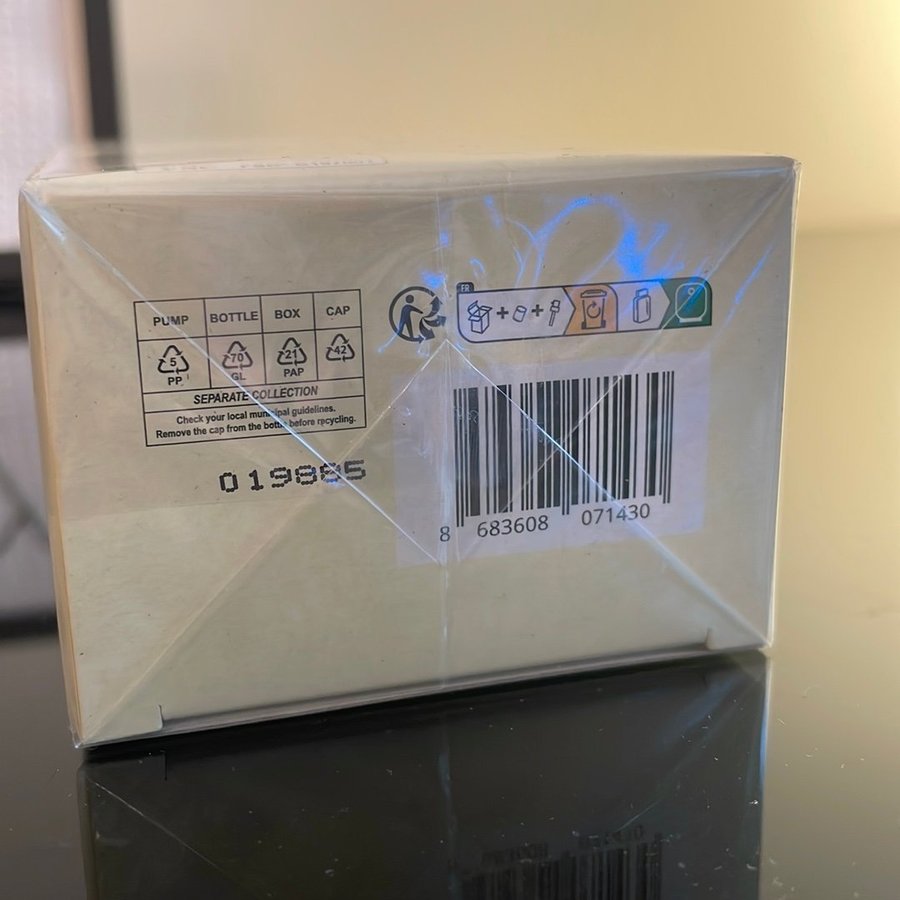 PUMP BOTTLE BOX CAP
5 70 21 42
PP GL PAP
SEPARATE COLLECTION
Check your local municipal guidelines.
Remove the cap from the bottle before recycling.
FR
019885
8 683608 071430